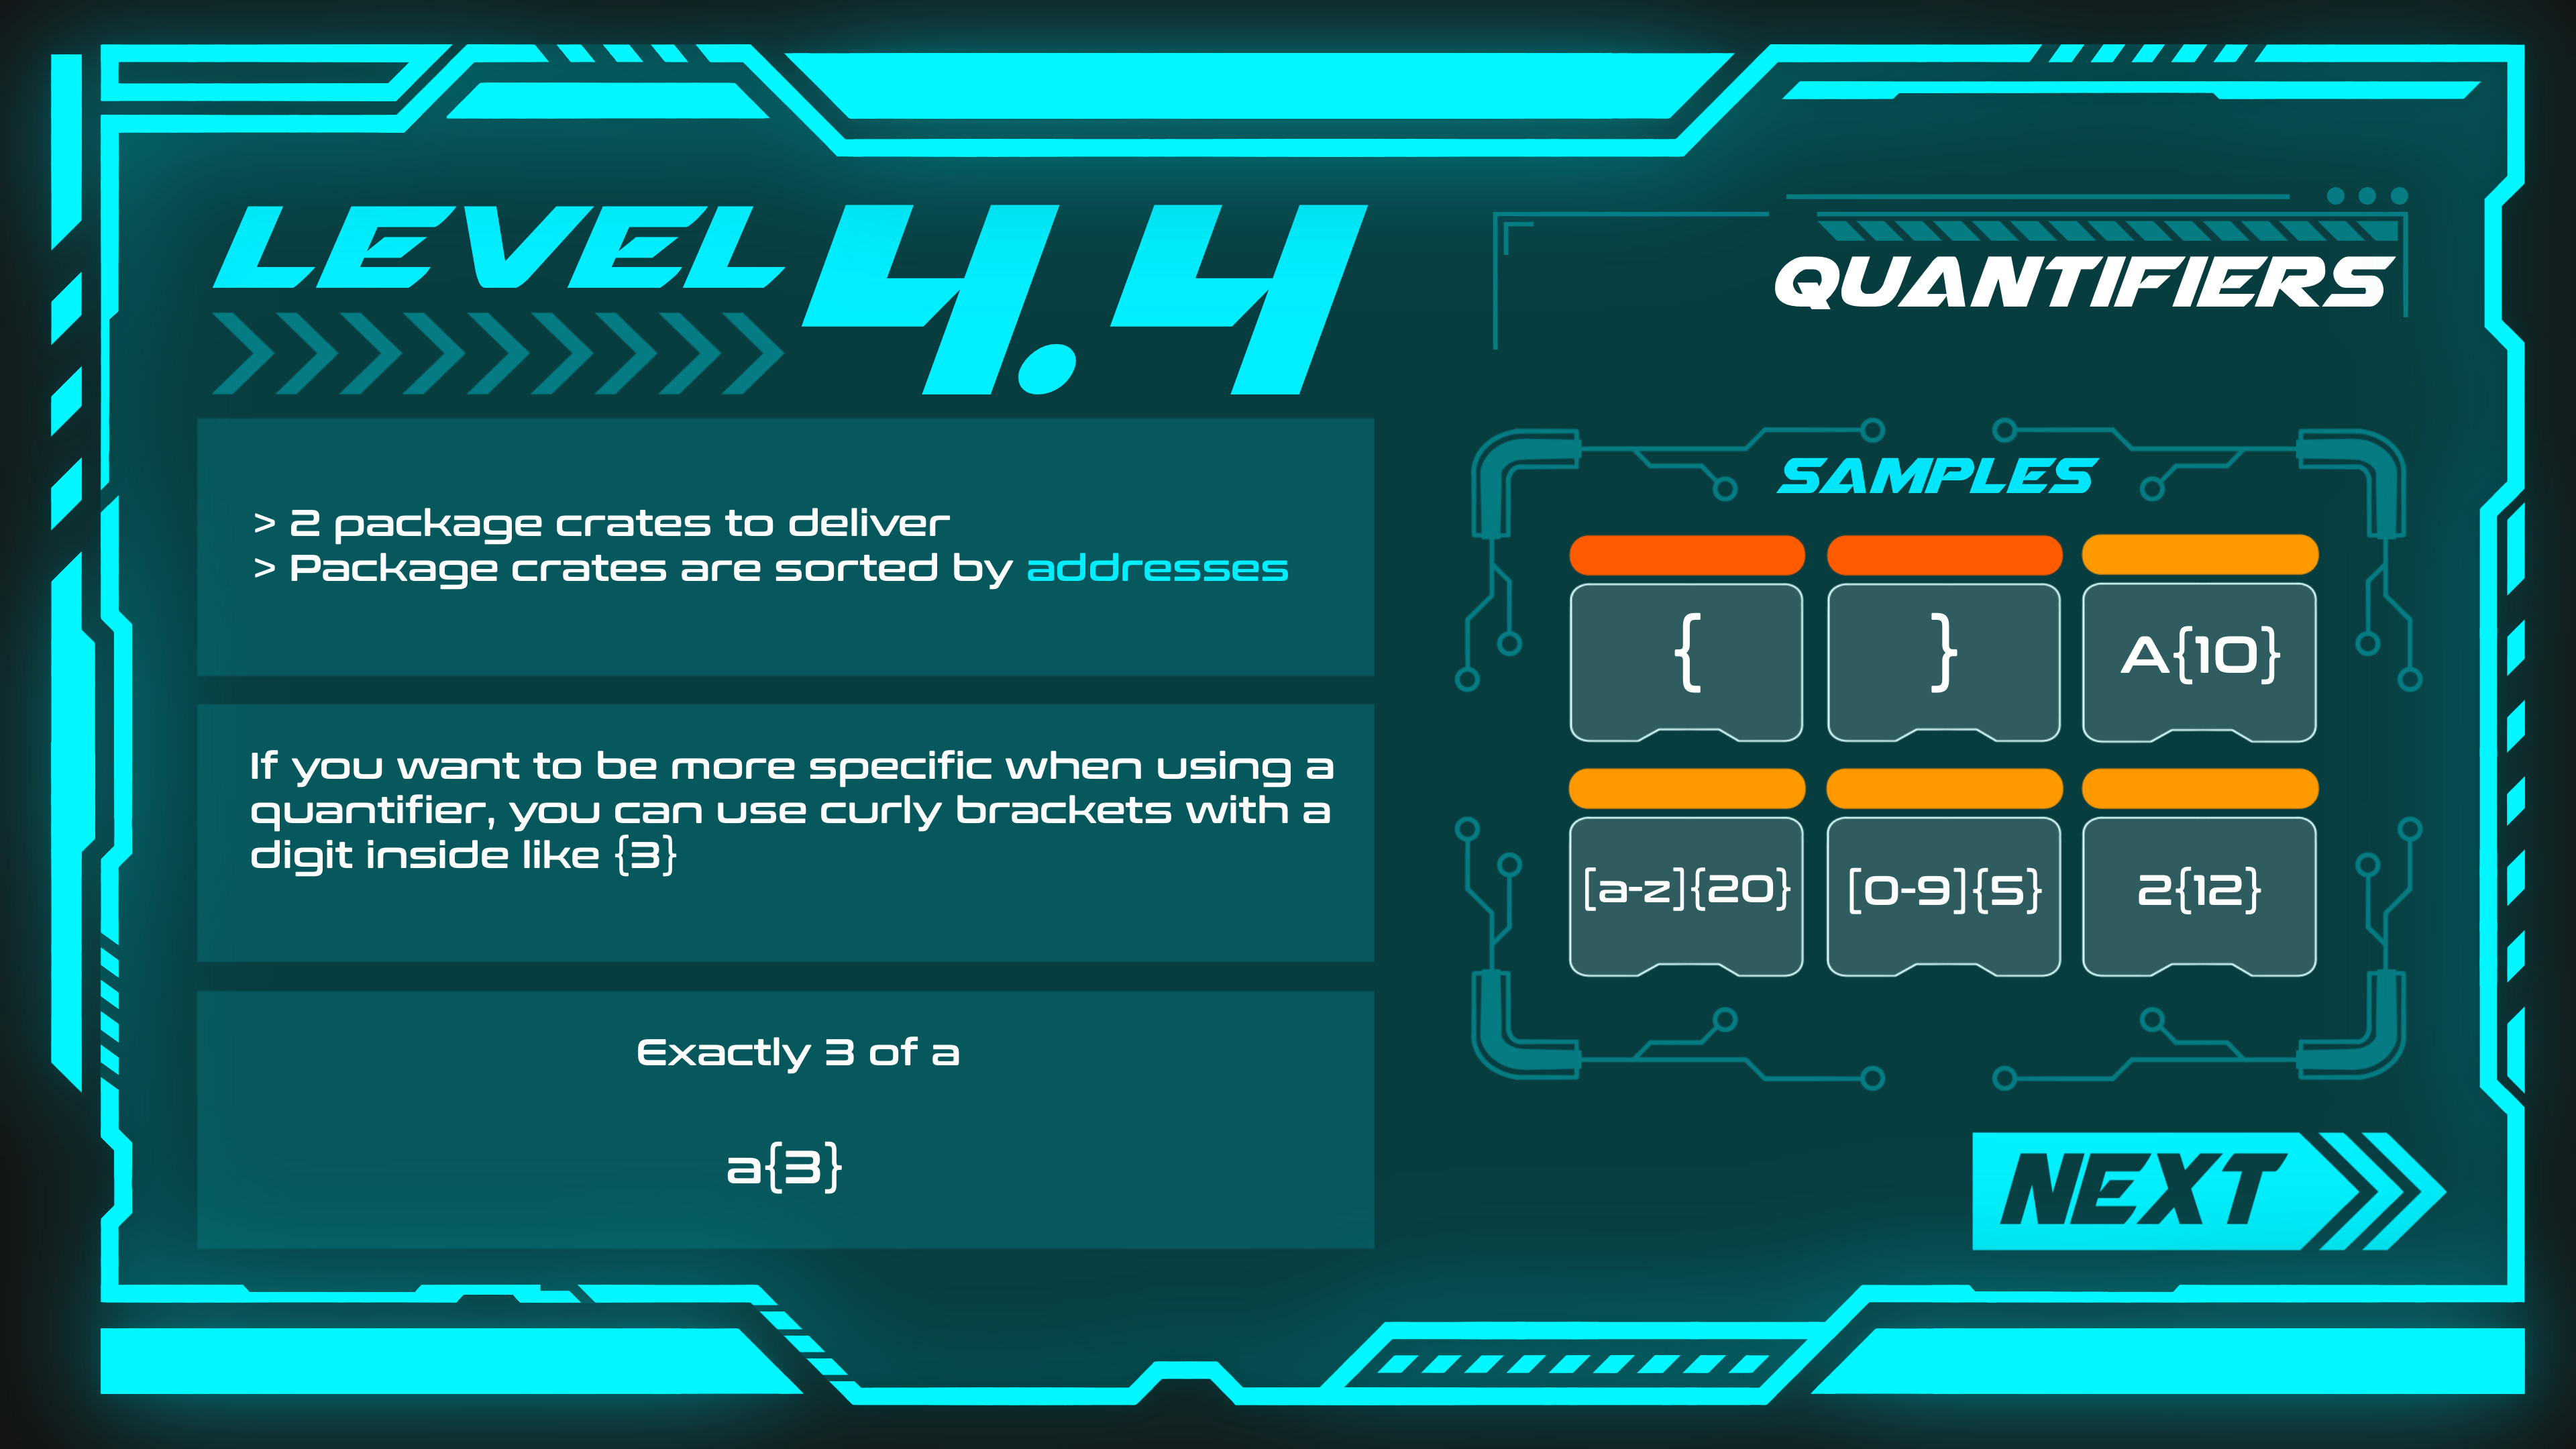 LEVEL 4.4
QUANTIFIERS
> 2 package crates to deliver
> Package crates are sorted by addresses
If you want to be more specific when using a
quantifier, you can use curly brackets with a
digit inside like {3}
Exactly 3 of a
a{3}
SAMPLES
{ } A{10}
[a-z]{20} [0-9]{5} 2{12}
NEXT